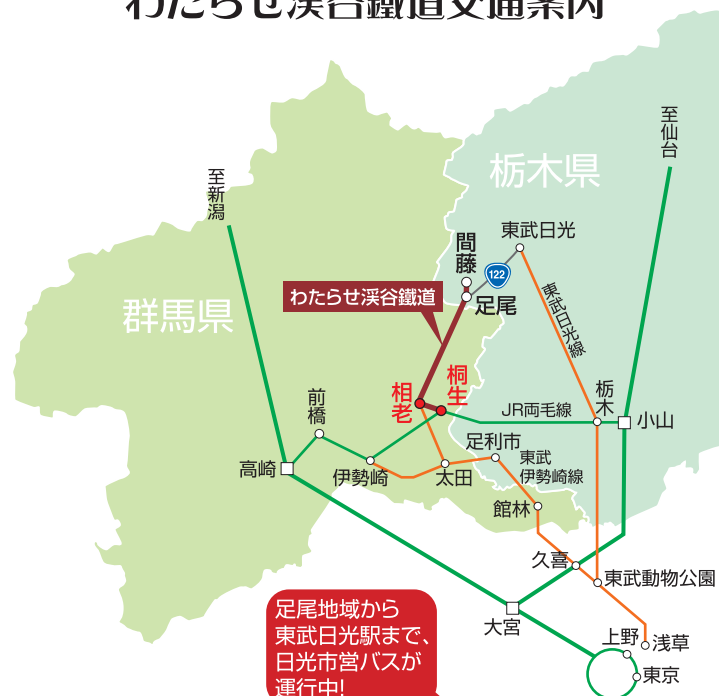 わたらせ渓谷鐵道交通案内
至仙台
栃木県
至新潟
東武日光
間藤
122
足尾
わたらせ渓谷鐵道
東武日光線
群馬県
桐生
相老
栃木
前橋
JR両毛線
小山
足利市
高崎
伊勢崎
太田
東武
伊勢崎線
館林
久喜
東武動物公園
足尾地域から
東武日光駅まで、
日光市営バスが
運行中!
大宮
上野
浅草
東京